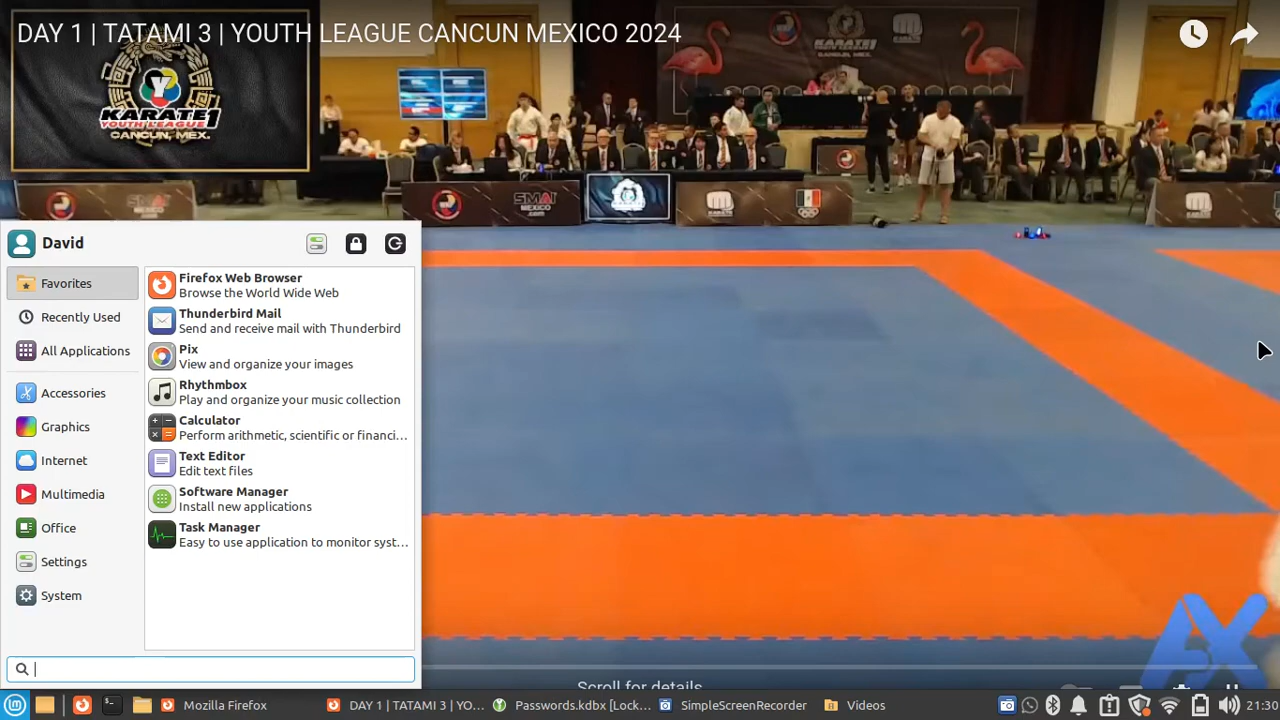 DAY 1 | TATAMI 3 | YOUTH LEAGUE CANCUN MEXICO 2024
Y
KARATE1
YOUTH LEAGUE
CANCUN, MEX.
SMAI
MEXICO
.com
David
Favorites
Recently Used
All Applications
Accessories
Graphics
Internet
Multimedia
Office
Settings
System
Firefox Web Browser
Browse the World Wide Web
Thunderbird Mail
Send and receive mail with Thunderbird
Pix
View and organize your images
Rhythmbox
Play and organize your music collection
Calculator
Perform arithmetic, scientific or financi...
Text Editor
Edit text files
Software Manager
Install new applications
Task Manager
Easy to use application to monitor syst...
AX
Scroll for details
Mozilla Firefox
DAY 1 | TATAMI 3 | YO...
Passwords.kdbx [Lock...
SimpleScreenRecorder
Videos
21:30